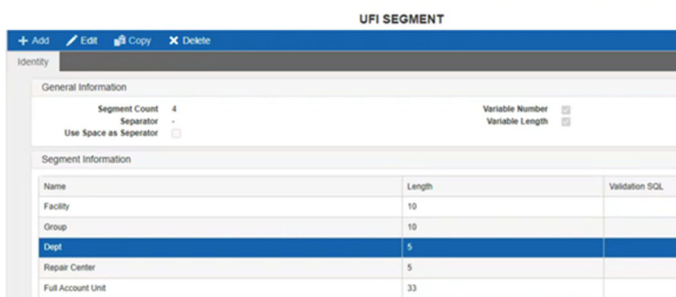 UFI SEGMENT
Add Edit Copy Delete
Identity
General Information
Segment Count 4 Variable Number
Separator - Variable Length
Use Space as Seperator
Segment Information
Name Length Validation SQL
Facility 10
Group 10
Dept 5
Repair Center 5
Full Account Unit 33